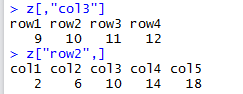 > z[,"col3"]
row1 row2 row3 row4
9 10 11 12
> z["row2",]
col1 col2 col3 col4 col5
2 6 10 14 18